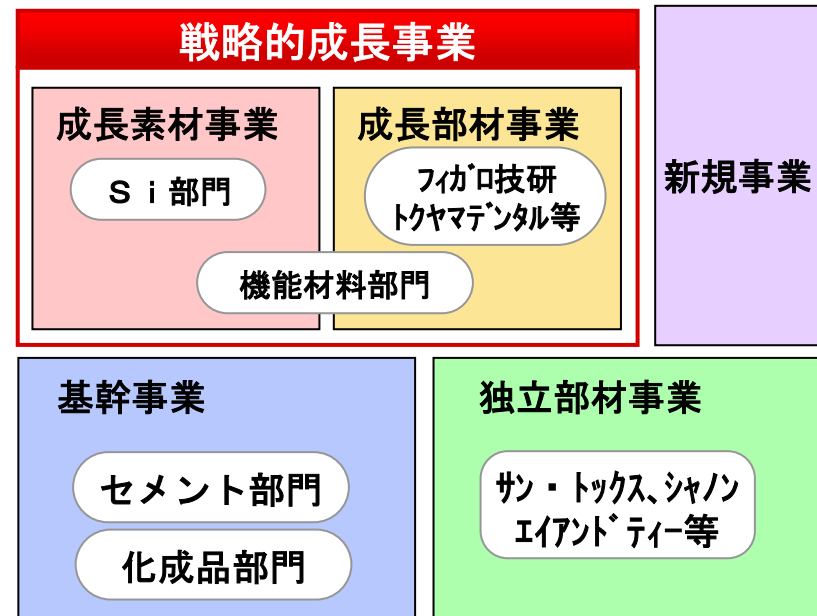 戦略的成長事業
成長素材事業
Ｓｉ部門
成長部材事業
ﾌｨｶﾞﾛ技研
ﾄｸﾔﾏﾃﾞﾝﾀﾙ等
機能材料部門
新規事業
基幹事業
セメント部門
化成品部門
独立部材事業
ｻﾝ・ﾄｯｸｽ､ｼｬﾉﾝ
ｴｲｱﾝﾄﾞﾃｨｰ等